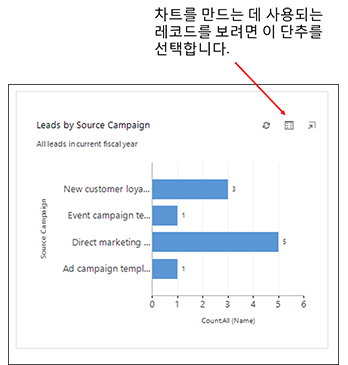 차트를 만드는 데 사용되는
레코드를 보려면 이 단추를
선택합니다.
Leads by Source Campaign
All leads in current fiscal year
Source Campaign
New customer loya... 3
Event campaign te... 1
Direct marketing ... 5
Ad campaign templ... 1
0 1 2 3 4 5 6
Count:All (Name)